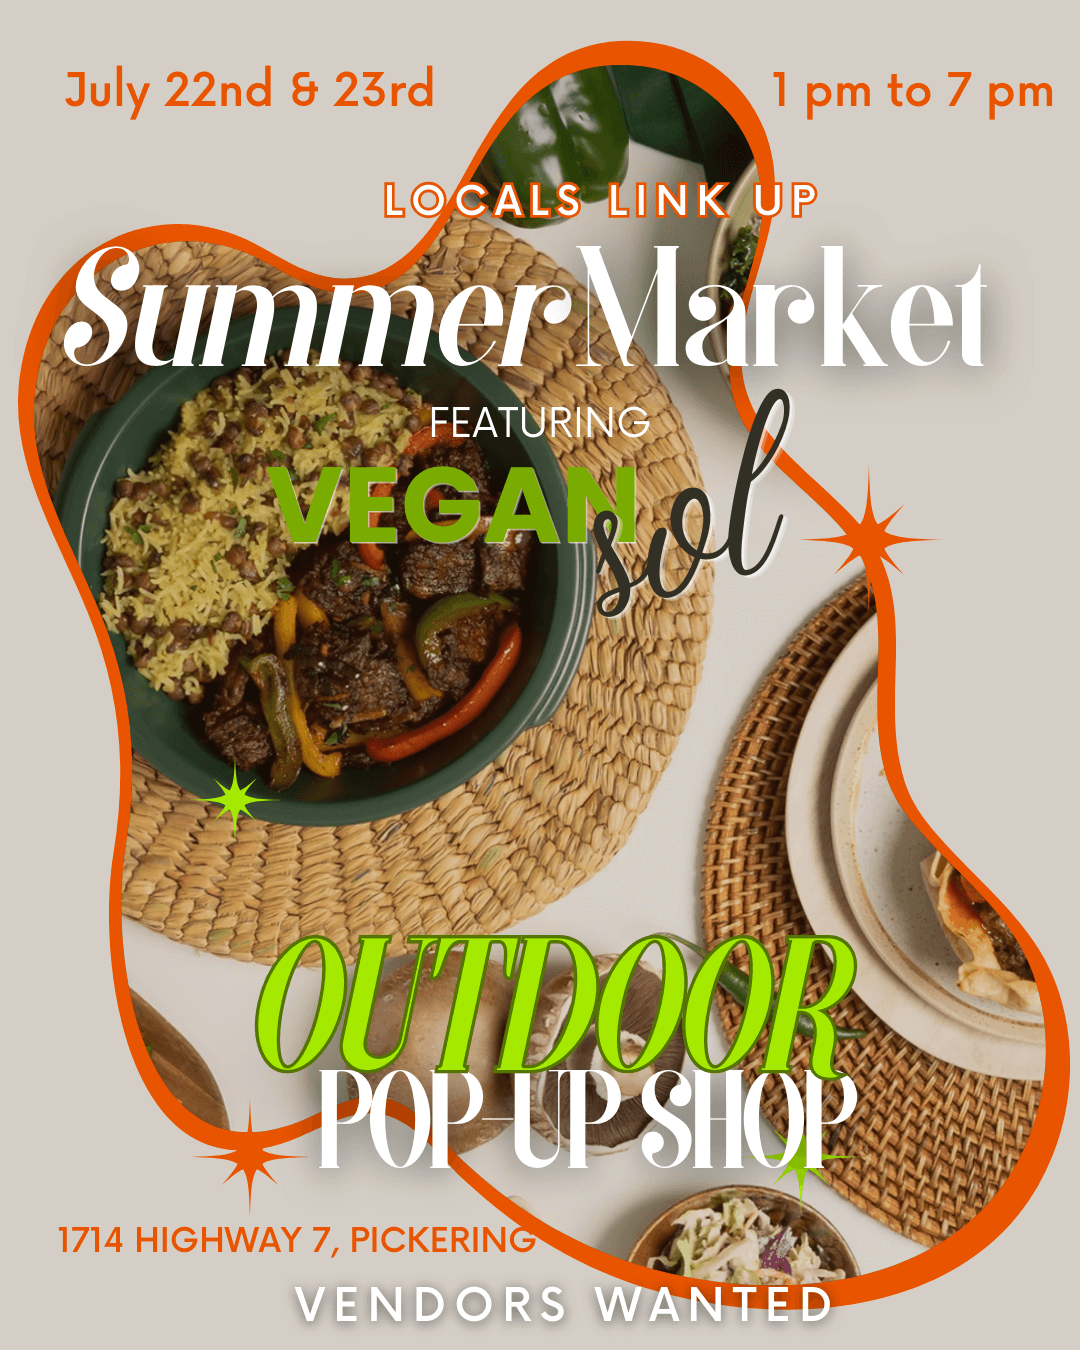 July 22nd & 23rd
1 pm to 7 pm
LOCALS LINK UP
Summer Market
FEATURING
VEGAN sol
OUTDOOR
POP-UP SHOP
1714 HIGHWAY 7, PICKERING
VENDORS WANTED